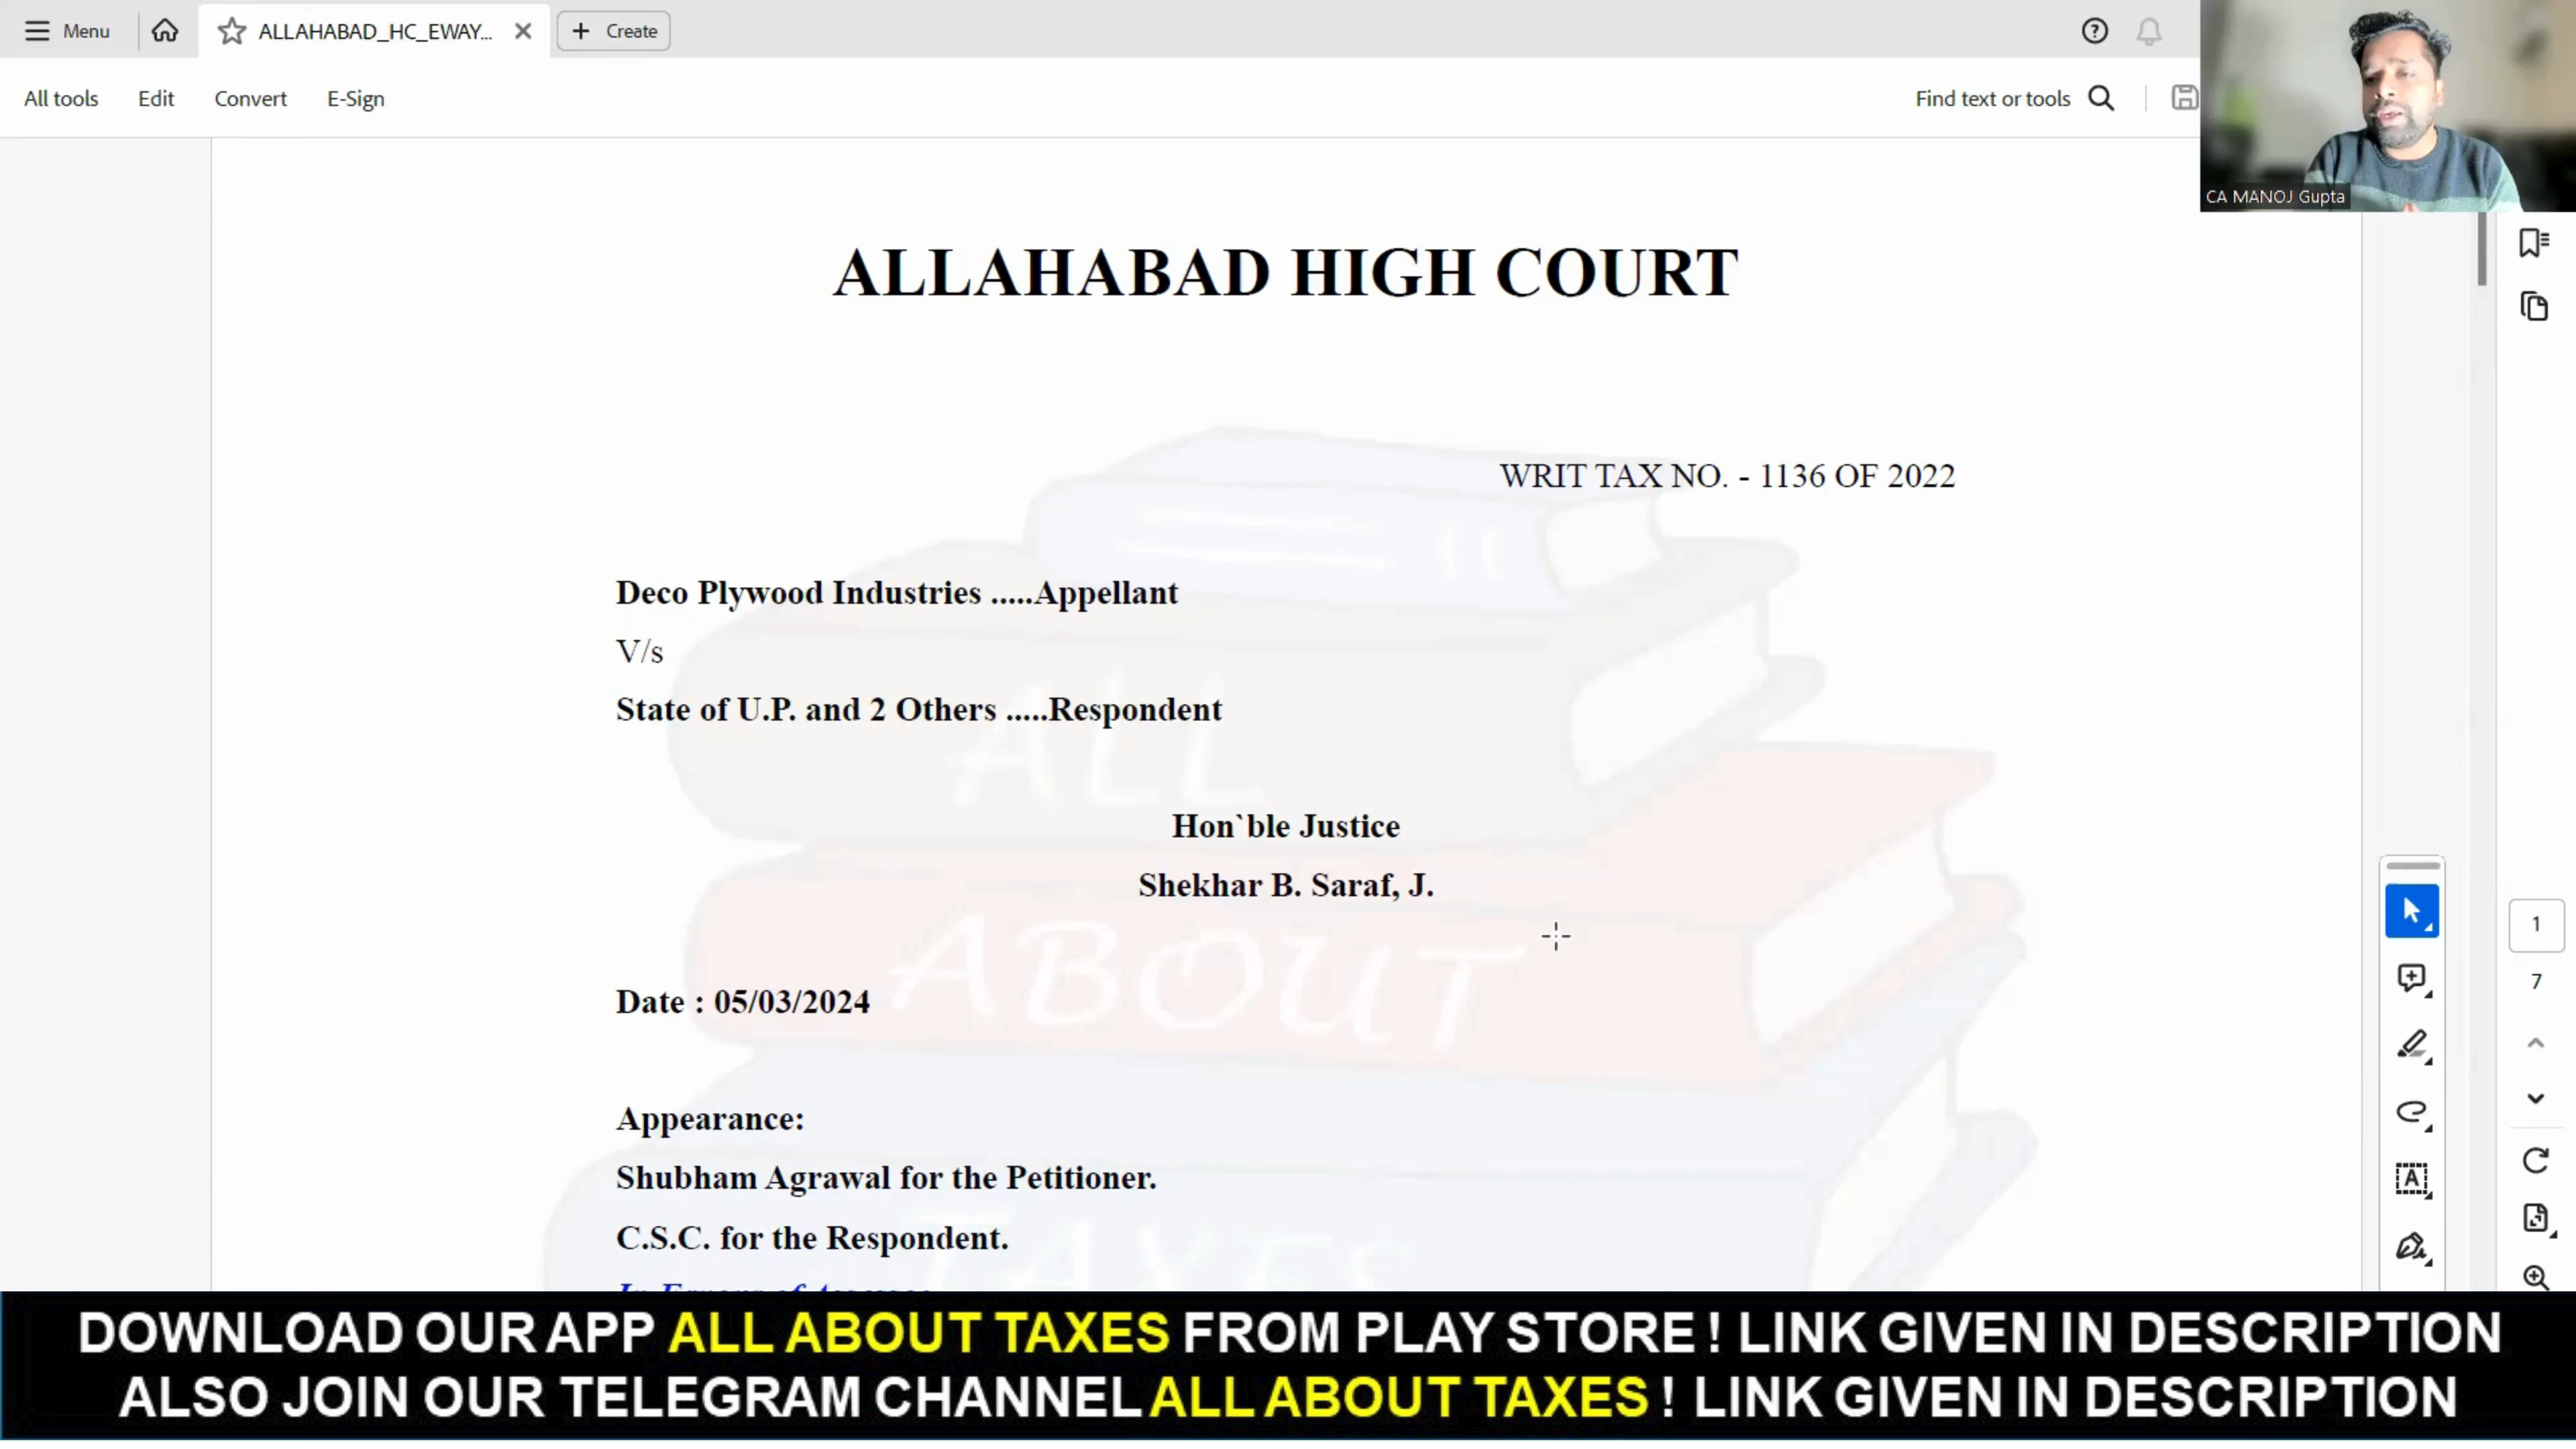 Menu
ALLAHABAD_HC_EWAY...
Create
All tools
Edit
Convert
E-Sign
Find text or tools
CA MANOJ Gupta
ALLAHABAD HIGH COURT
WRIT TAX NO. - 1136 OF 2022
Deco Plywood Industries .....Appellant
V/s
State of U.P. and 2 Others .....Respondent
ALL
Hon`ble Justice
Shekhar B. Saraf, J.
ABOUT
Date : 05/03/2024
Appearance:
Shubham Agrawal for the Petitioner.
C.S.C. for the Respondent.
TAXES
1
7
DOWNLOAD OUR APP ALL ABOUT TAXES FROM PLAY STORE ! LINK GIVEN IN DESCRIPTION
ALSO JOIN OUR TELEGRAM CHANNEL ALL ABOUT TAXES ! LINK GIVEN IN DESCRIPTION